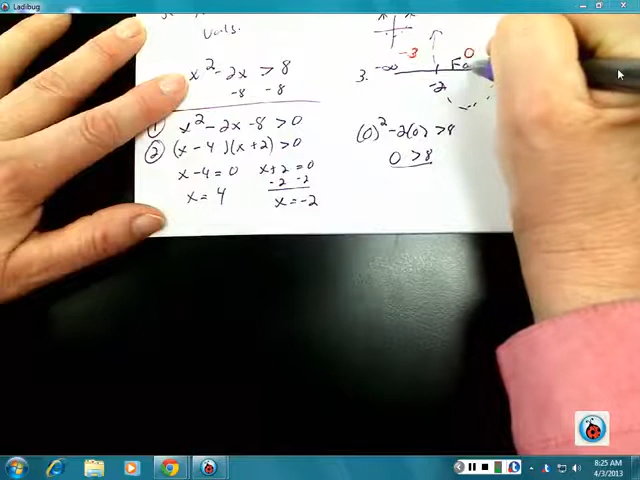 Ladibug
vals.
x² - 2x > 8
-8 -8
① x² - 2x - 8 > 0
② (x - 4)(x + 2) > 0
x - 4 = 0 x + 2 = 0
-2 -2
x = 4 x = -2
-3 0
3. -∞ Fa
-2
(0)² - 2(0) > 8
0 > 8
8:25 AM
4/3/2013